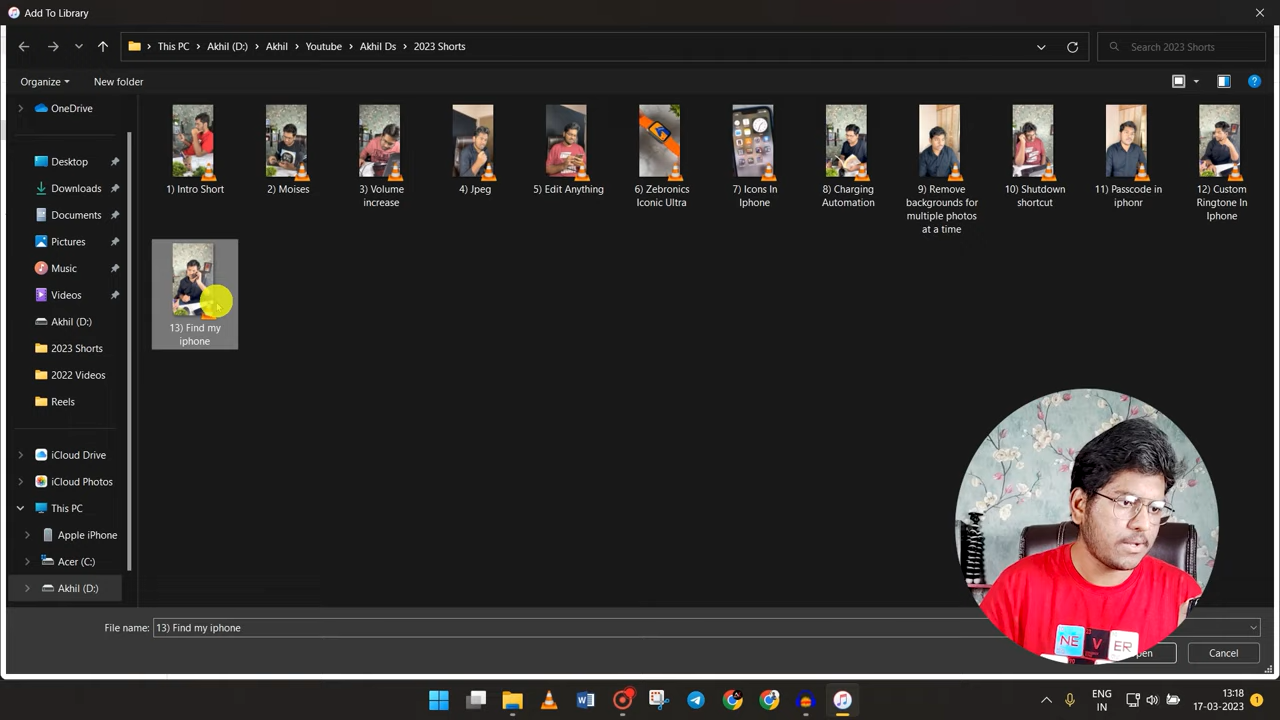 Add To Library
This PC
Akhil (D:)
Akhil
Youtube
Akhil Ds
2023 Shorts
Search 2023 Shorts
Organize
New folder
OneDrive
Desktop
Downloads
Documents
Pictures
Music
Videos
Akhil (D:)
2023 Shorts
2022 Videos
Reels
iCloud Drive
iCloud Photos
This PC
Apple iPhone
Acer (C:)
Akhil (D:)
1) Intro Short
2) Moises
3) Volume
increase
4) Jpeg
5) Edit Anything
6) Zebronics
Iconic Ultra
7) Icons In
Iphone
8) Charging
Automation
9) Remove
backgrounds for
multiple photos
at a time
10) Shutdown
shortcut
11) Passcode in
iphonr
12) Custom
Ringtone In
Iphone
13) Find my
iphone
File name:
13) Find my iphone
Cancel
NE V ER
ENG
IN
13:18
17-03-2023
1